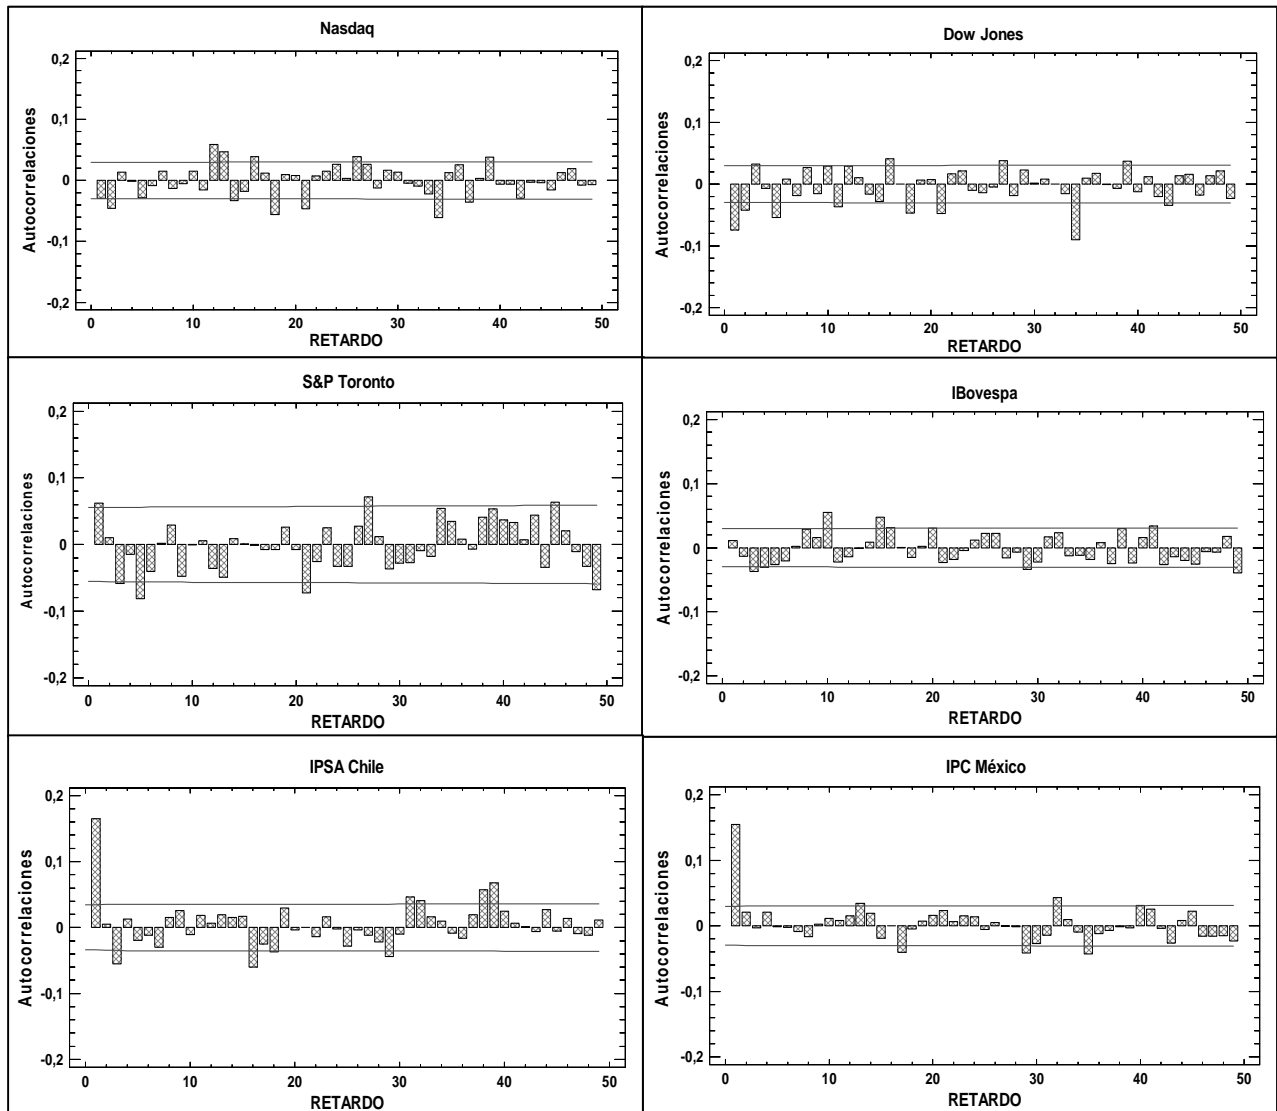 Nasdaq
0,2
0,1
0
-0,1
-0,2
Autocorrelaciones
0 10 20 30 40 50
RETARDO
Dow Jones
0,2
0,1
0
-0,1
-0,2
Autocorrelaciones
0 10 20 30 40 50
RETARDO
S&P Toronto
0,2
0,1
0
-0,1
-0,2
Autocorrelaciones
0 10 20 30 40 50
RETARDO
IBovespa
0,2
0,1
0
-0,1
-0,2
Autocorrelaciones
0 10 20 30 40 50
RETARDO
IPSA Chile
0,2
0,1
0
-0,1
-0,2
Autocorrelaciones
0 10 20 30 40 50
RETARDO
IPC México
0,2
0,1
0
-0,1
-0,2
Autocorrelaciones
0 10 20 30 40 50
RETARDO